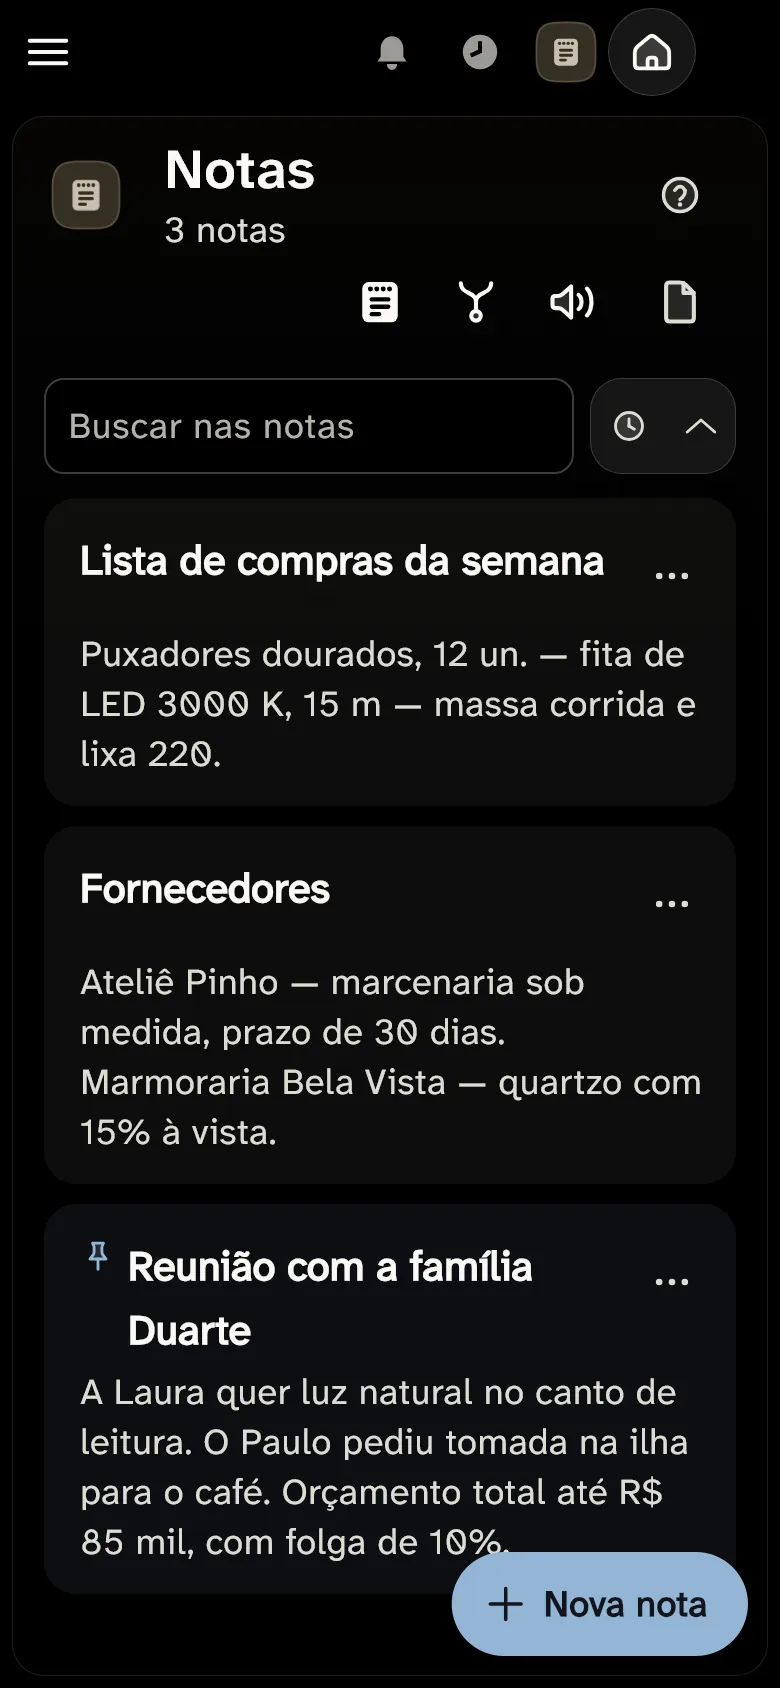 Notas
3 notas
Buscar nas notas
Lista de compras da semana
Puxadores dourados, 12 un. — fita de
LED 3000 K, 15 m — massa corrida e
lixa 220.
Fornecedores
Ateliê Pinho — marcenaria sob
medida, prazo de 30 dias.
Marmoraria Bela Vista — quartzo com
15% à vista.
Reunião com a família
Duarte
A Laura quer luz natural no canto de
leitura. O Paulo pediu tomada na ilha
para o café. Orçamento total até R$
85 mil, com folga de 10%.
Nova nota